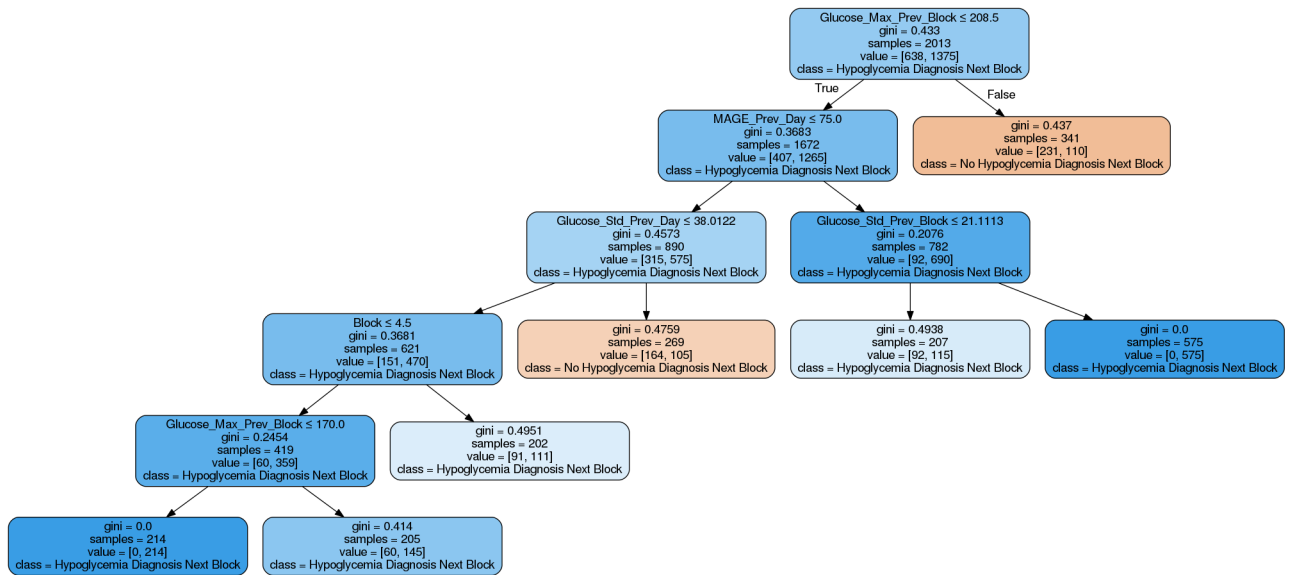 Glucose_Max_Prev_Block ≤ 208.5
gini = 0.433
samples = 2013
value = [638, 1375]
class = Hypoglycemia Diagnosis Next Block
True
False
MAGE_Prev_Day ≤ 75.0
gini = 0.3683
samples = 1672
value = [407, 1265]
class = Hypoglycemia Diagnosis Next Block
gini = 0.437
samples = 341
value = [231, 110]
class = No Hypoglycemia Diagnosis Next Block
Glucose_Std_Prev_Day ≤ 38.0122
gini = 0.4573
samples = 890
value = [315, 575]
class = Hypoglycemia Diagnosis Next Block
Glucose_Std_Prev_Block ≤ 21.1113
gini = 0.2076
samples = 782
value = [92, 690]
class = Hypoglycemia Diagnosis Next Block
Block ≤ 4.5
gini = 0.3681
samples = 621
value = [151, 470]
class = Hypoglycemia Diagnosis Next Block
gini = 0.4759
samples = 269
value = [164, 105]
class = No Hypoglycemia Diagnosis Next Block
gini = 0.4938
samples = 207
value = [92, 115]
class = Hypoglycemia Diagnosis Next Block
gini = 0.0
samples = 575
value = [0, 575]
class = Hypoglycemia Diagnosis Next Block
Glucose_Max_Prev_Block ≤ 170.0
gini = 0.2454
samples = 419
value = [60, 359]
class = Hypoglycemia Diagnosis Next Block
gini = 0.4951
samples = 202
value = [91, 111]
class = Hypoglycemia Diagnosis Next Block
gini = 0.0
samples = 214
value = [0, 214]
class = Hypoglycemia Diagnosis Next Block
gini = 0.414
samples = 205
value = [60, 145]
class = Hypoglycemia Diagnosis Next Block